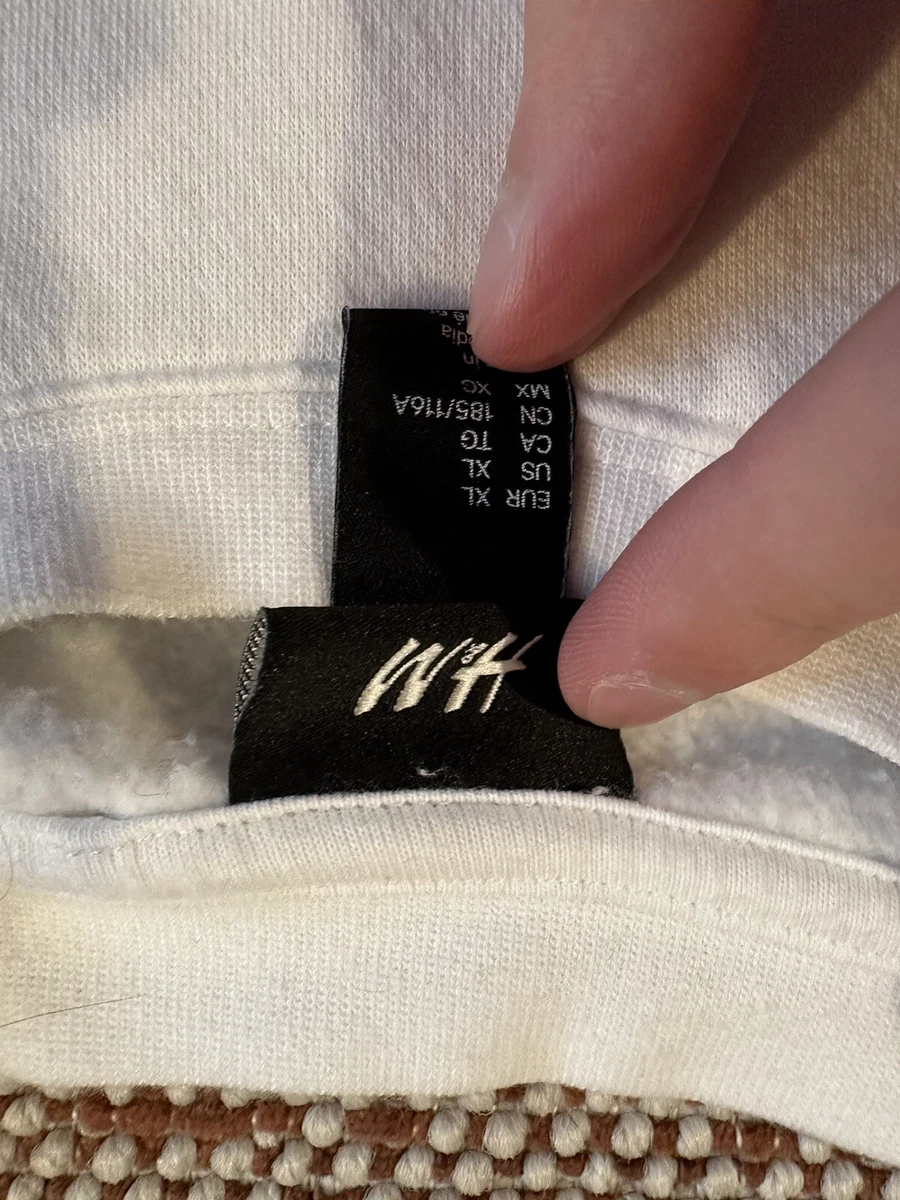 H&M
EUR XL
US XL
CA TG
CN 185/116A
MX XG